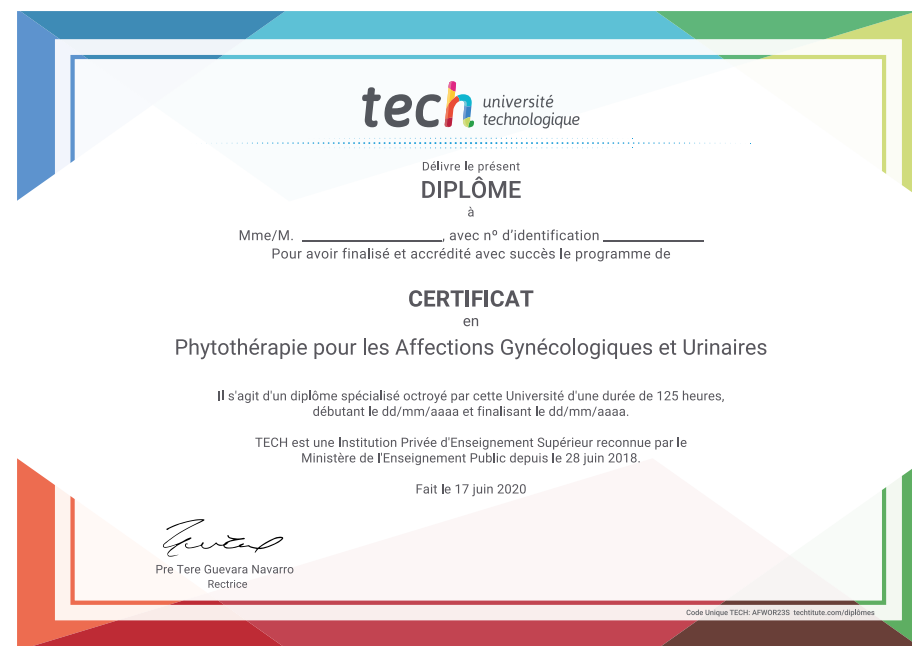 tech université
technologique
Délivre le présent
DIPLÔME
à
Mme/M. ____________________, avec nº d'identification ______________
Pour avoir finalisé et accrédité avec succès le programme de
CERTIFICAT
en
Phytothérapie pour les Affections Gynécologiques et Urinaires
Il s'agit d'un diplôme spécialisé octroyé par cette Université d'une durée de 125 heures,
débutant le dd/mm/aaaa et finalisant le dd/mm/aaaa.
TECH est une Institution Privée d'Enseignement Supérieur reconnue par le
Ministère de l'Enseignement Public depuis le 28 juin 2018.
Fait le 17 juin 2020
Pre Tere Guevara Navarro
Rectrice
Code Unique TECH: AFWOR23S techtitute.com/diplômes